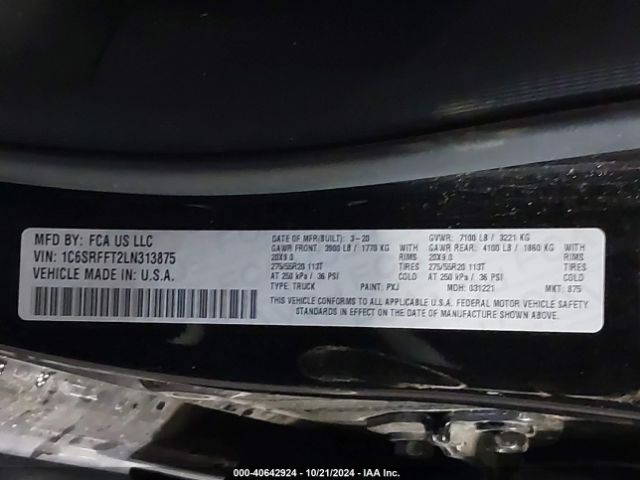 MFD BY: FCA US LLC
VIN: 1C6SRFFT2LN313875
VEHICLE MADE IN U.S.A.
DATE OF MFR(BUILT): 3-20 GVWR: 7100 LB / 3221 KG
GAWR FRONT: 3900 LB / 1770 KG GAWR REAR: 4100 LB / 1860 KG
20X9.0 RIMS 20X9.0 RIMS
275/55R20 113T 275/55R20 113T
AT 250 kPa / 36 PSI COLD AT 250 kPa / 36 PSI COLD
TYPE: TRUCK PAINT: PXJ MDH: 031221 MKT: 875
THIS VEHICLE CONFORMS TO ALL APPLICABLE U.S.A. FEDERAL MOTOR VEHICLE SAFETY
STANDARDS IN EFFECT ON THE DATE OF MANUFACTURE SHOWN ABOVE.
000-40642924 - 10/21/2024 - IAA Inc.